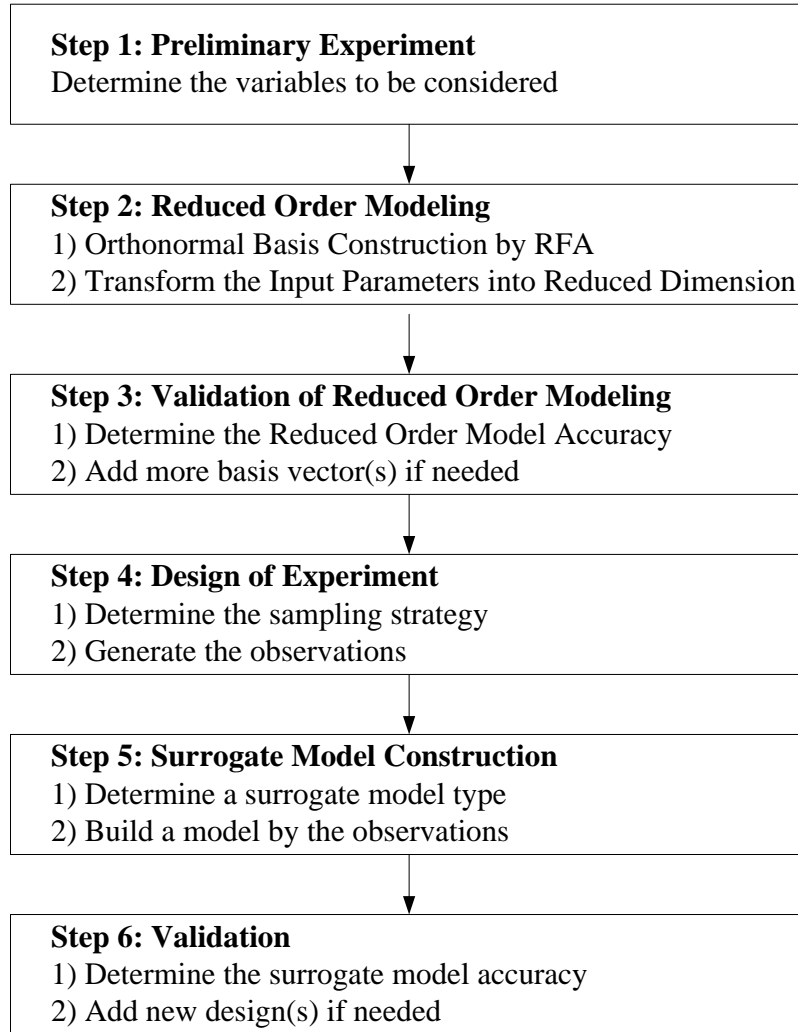 Step 1: Preliminary Experiment
Determine the variables to be considered
Step 2: Reduced Order Modeling
1) Orthonormal Basis Construction by RFA
2) Transform the Input Parameters into Reduced Dimension
Step 3: Validation of Reduced Order Modeling
1) Determine the Reduced Order Model Accuracy
2) Add more basis vector(s) if needed
Step 4: Design of Experiment
1) Determine the sampling strategy
2) Generate the observations
Step 5: Surrogate Model Construction
1) Determine a surrogate model type
2) Build a model by the observations
Step 6: Validation
1) Determine the surrogate model accuracy
2) Add new design(s) if needed